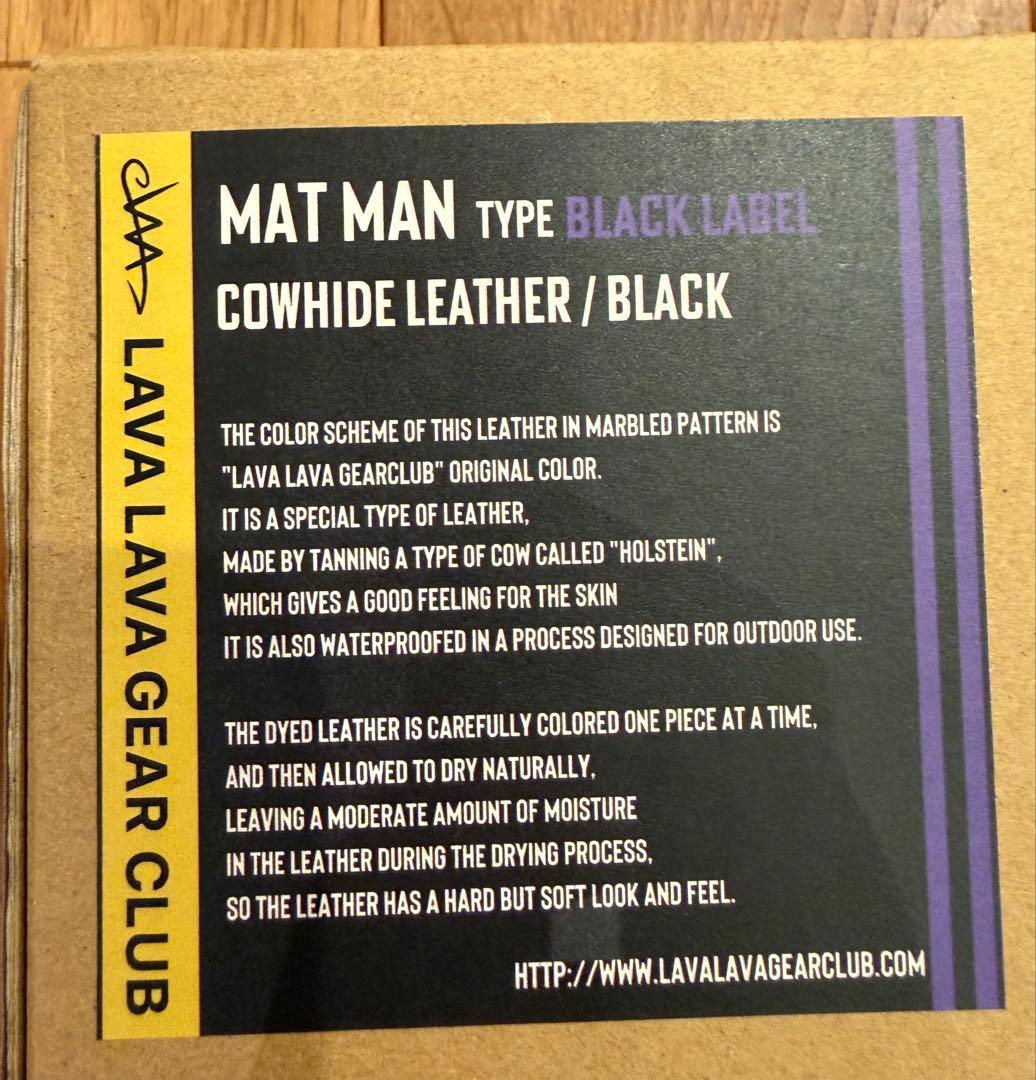 MAT MAN TYPE BLACK LABEL
COWHIDE LEATHER / BLACK
THE COLOR SCHEME OF THIS LEATHER IN MARBLED PATTERN IS
"LAVA LAVA GEARCLUB" ORIGINAL COLOR.
IT IS A SPECIAL TYPE OF LEATHER,
MADE BY TANNING A TYPE OF COW CALLED "HOLSTEIN",
WHICH GIVES A GOOD FEELING FOR THE SKIN
IT IS ALSO WATERPROOFED IN A PROCESS DESIGNED FOR OUTDOOR USE.
THE DYED LEATHER IS CAREFULLY COLORED ONE PIECE AT A TIME,
AND THEN ALLOWED TO DRY NATURALLY,
LEAVING A MODERATE AMOUNT OF MOISTURE
IN THE LEATHER DURING THE DRYING PROCESS,
SO THE LEATHER HAS A HARD BUT SOFT LOOK AND FEEL.
HTTP://WWW.LAVALAVAGEARCLUB.COM
LAVA LAVA GEAR CLUB